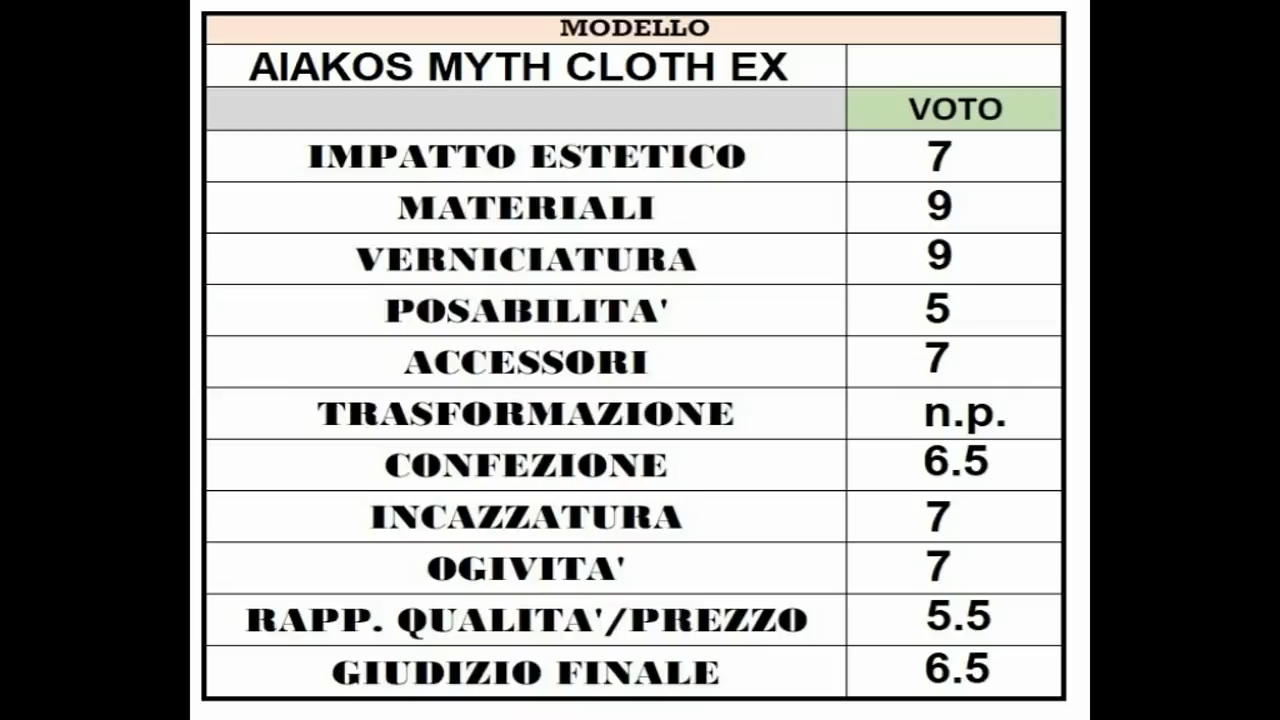 MODELLO
AIAKOS MYTH CLOTH EX
VOTO
IMPATTO ESTETICO 7
MATERIALI 9
VERNICIATURA 9
POSABILITA' 5
ACCESSORI 7
TRASFORMAZIONE n.p.
CONFEZIONE 6.5
INCAZZATURA 7
OGIVITA' 7
RAPP. QUALITA'/PREZZO 5.5
GIUDIZIO FINALE 6.5